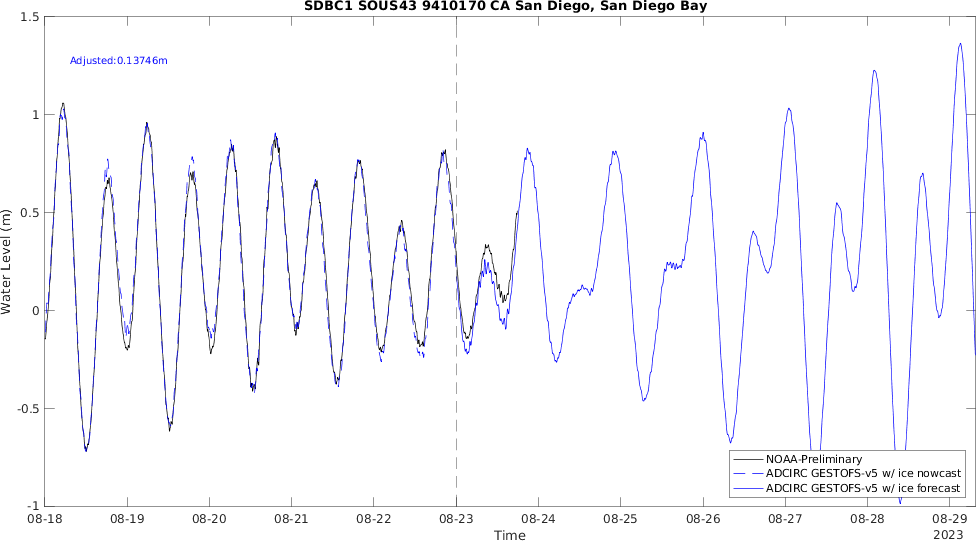 SDBC1 SOUS43 9410170 CA San Diego, San Diego Bay
1.5
Adjusted:0.13746m
1
0.5
Water Level (m)
0
-0.5
NOAA-Preliminary
ADCIRC GESTOFS-v5 w/ ice nowcast
ADCIRC GESTOFS-v5 w/ ice forecast
-1
08-18 08-19 08-20 08-21 08-22 08-23 08-24 08-25 08-26 08-27 08-28 08-29
Time 2023